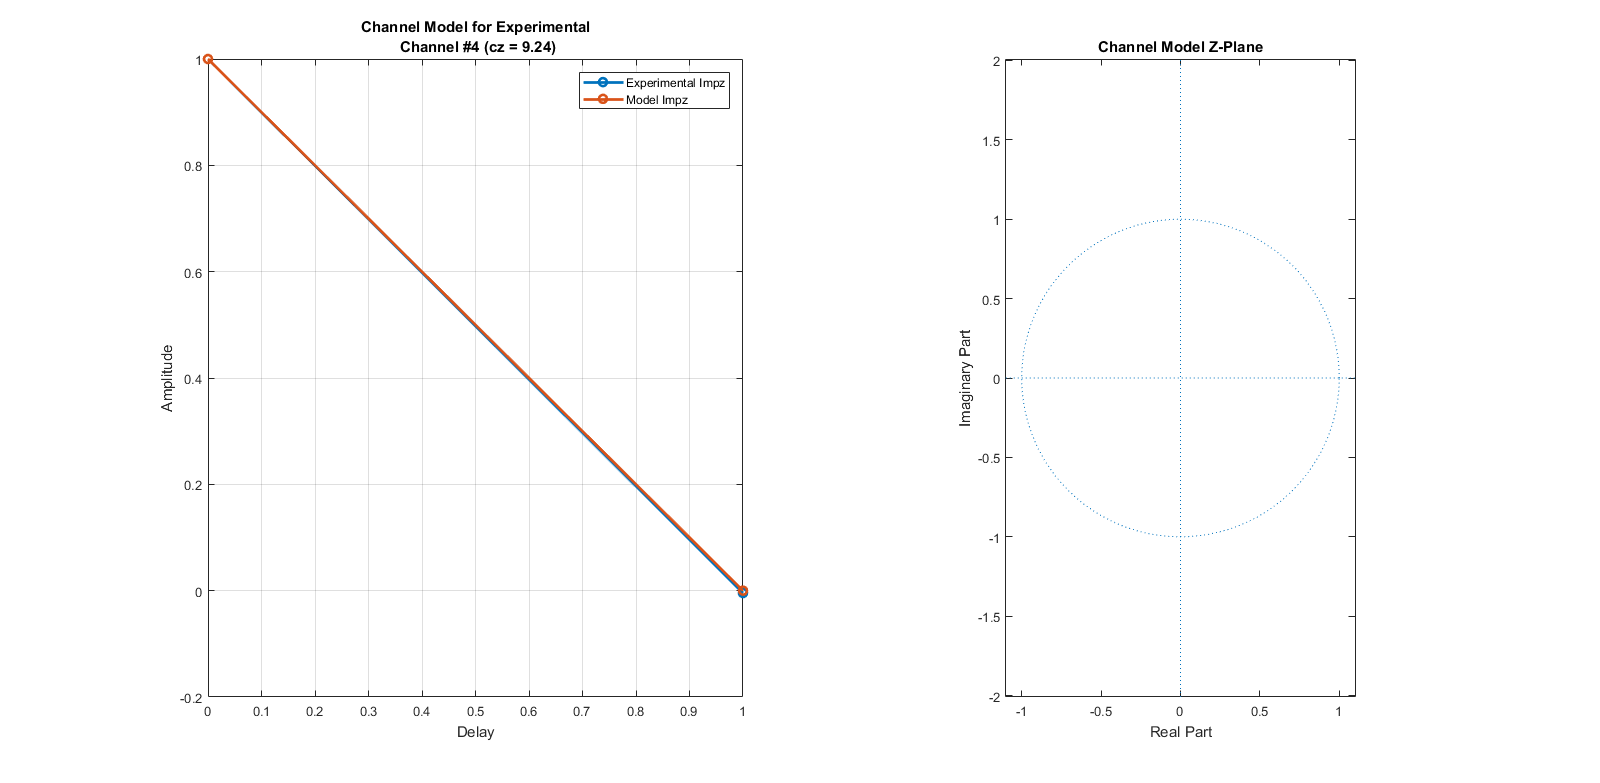 Channel Model for Experimental
Channel #4 (cz = 9.24)
Experimental Impz
Model Impz
1
0.8
0.6
0.4
0.2
0
-0.2
Amplitude
0 0.1 0.2 0.3 0.4 0.5 0.6 0.7 0.8 0.9 1
Delay
Channel Model Z-Plane
2
1.5
1
0.5
0
-0.5
-1
-1.5
-2
Imaginary Part
-1 -0.5 0 0.5 1
Real Part